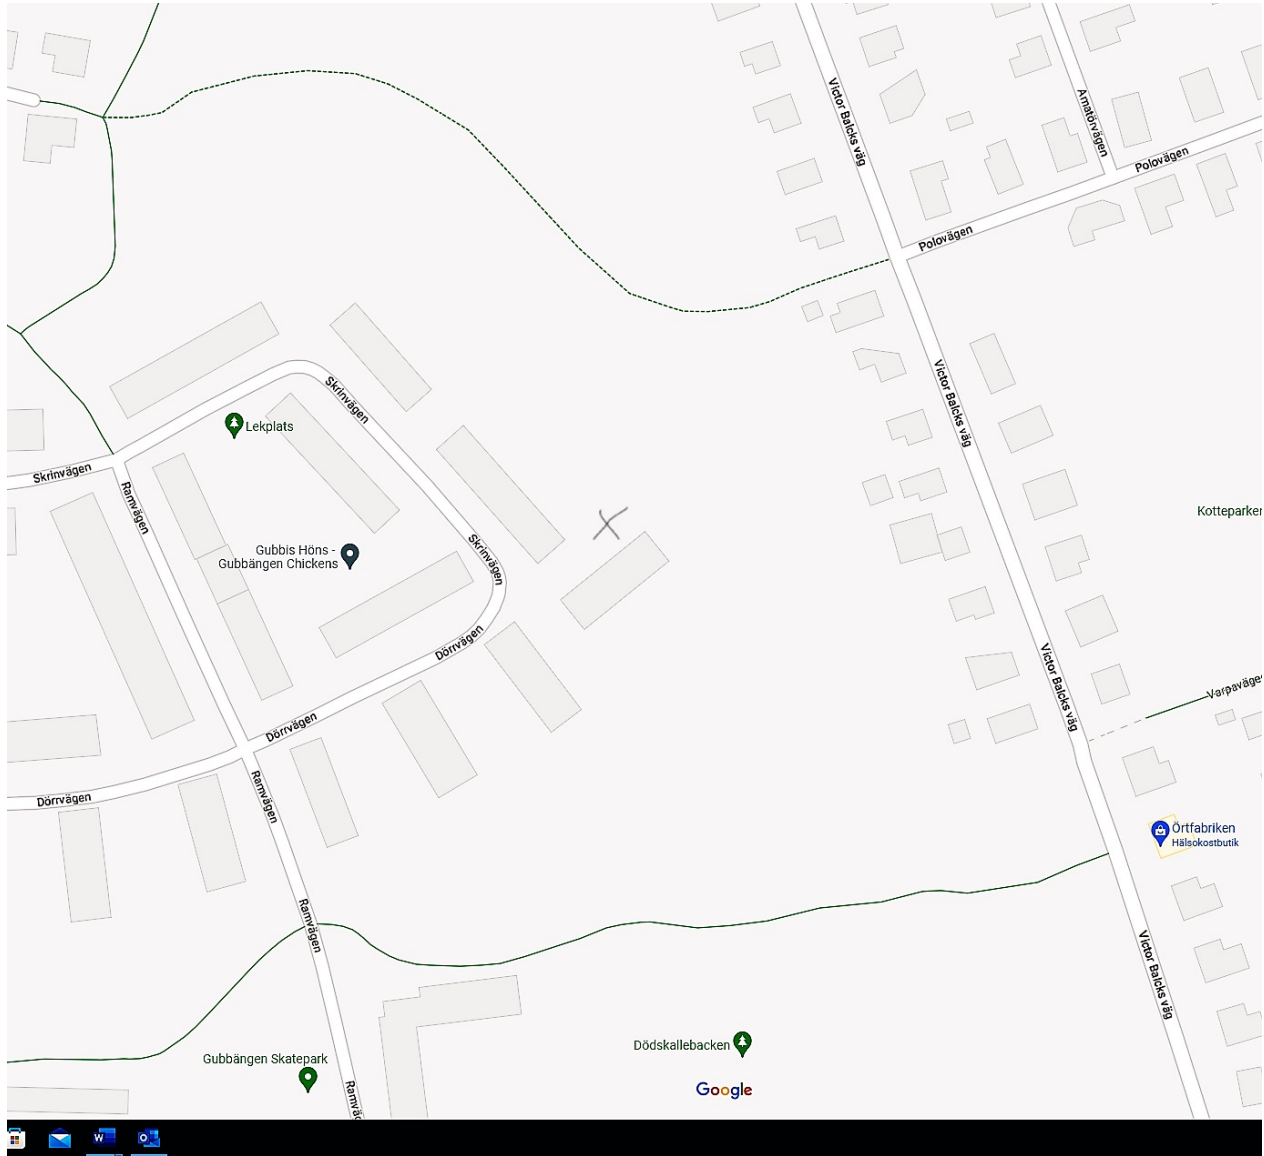 Victor Balcks väg
Amatörvägen
Polovägen
Polovägen
Victor Balcks väg
Skrinvägen
Lekplats
Skrinvägen
Ramvägen
Kotteparken
Gubbis Höns -
Gubbängen Chickens
Skrinvägen
Dörrvägen
Victor Balcks väg
Varpavägen
Dörrvägen
Ramvägen
Dörrvägen
Örtfabriken
Hälsokostbutik
Ramvägen
Victor Balcks väg
Dödskallebacken
Gubbängen Skatepark
Google
Ramväg
W